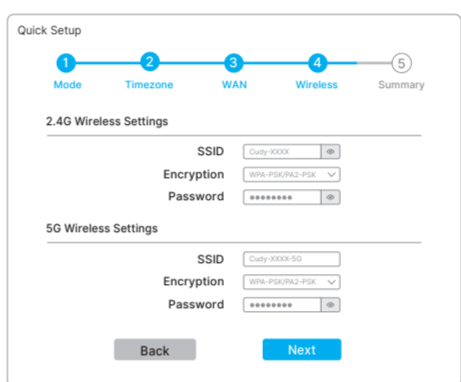 Quick Setup
1 2 3 4 5
Mode Timezone WAN Wireless Summary
2.4G Wireless Settings
SSID Cudy-XXXX
Encryption WPA-PSK/PA2-PSK
Password ●●●●●●●●
5G Wireless Settings
SSID Cudy-XXXX-5G
Encryption WPA-PSK/PA2-PSK
Password ●●●●●●●●
Back Next